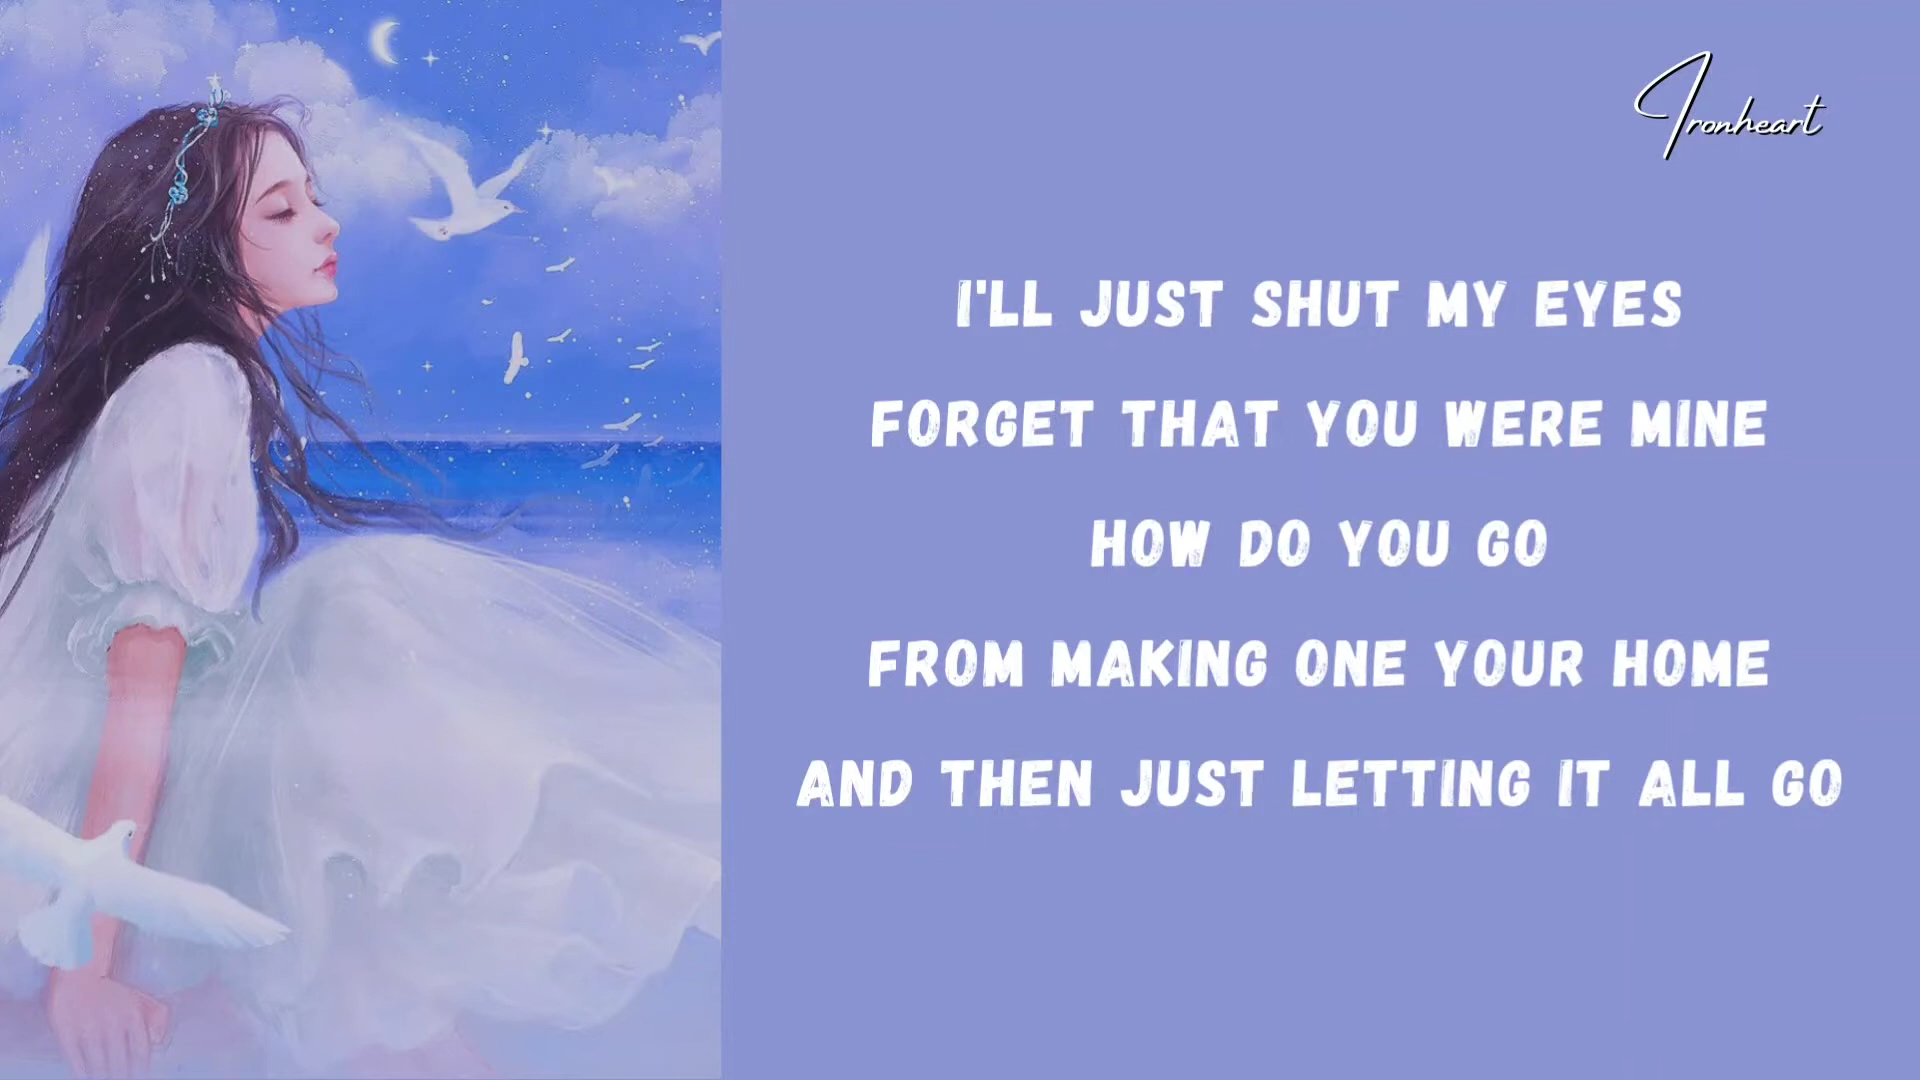 Ironheart
I'LL JUST SHUT MY EYES
FORGET THAT YOU WERE MINE
HOW DO YOU GO
FROM MAKING ONE YOUR HOME
AND THEN JUST LETTING IT ALL GO